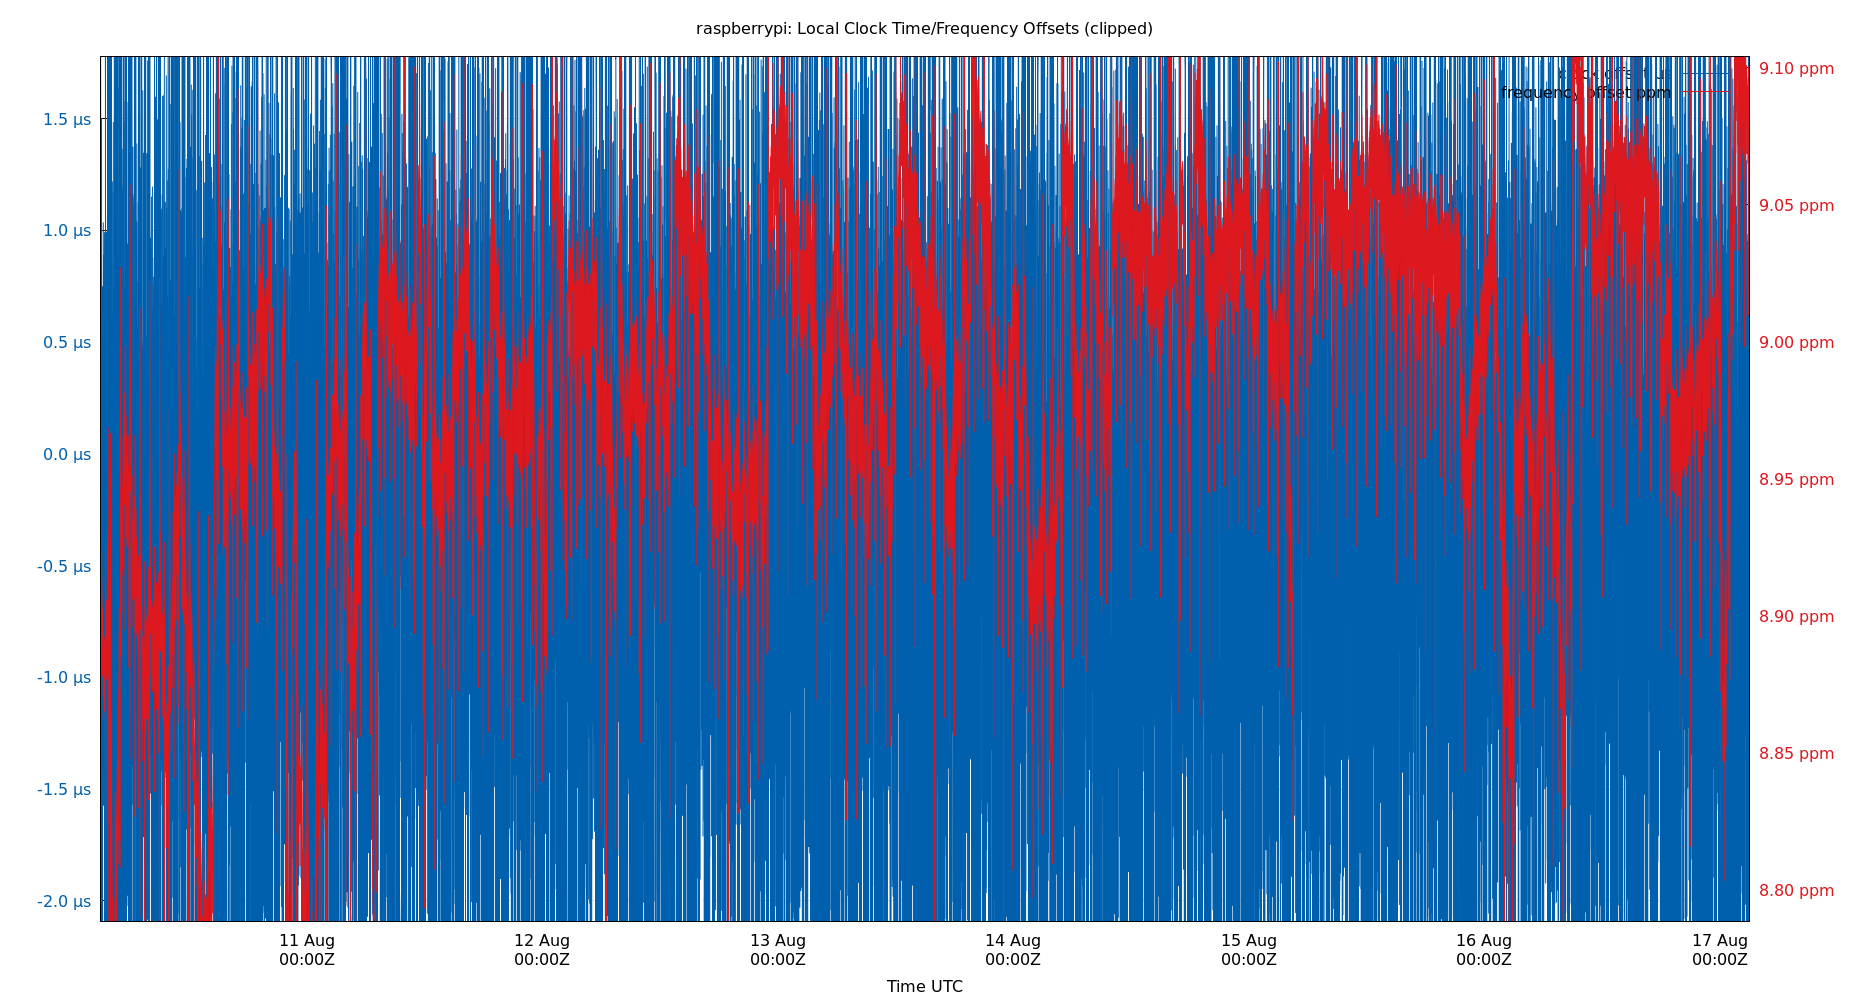 raspberrypi: Local Clock Time/Frequency Offsets (clipped)
frequency offset ppm
1.5 µs
1.0 µs
0.5 µs
0.0 µs
-0.5 µs
-1.0 µs
-1.5 µs
-2.0 µs
9.10 ppm
9.05 ppm
9.00 ppm
8.95 ppm
8.90 ppm
8.85 ppm
8.80 ppm
11 Aug 12 Aug 13 Aug 14 Aug 15 Aug 16 Aug 17 Aug
00:00Z 00:00Z 00:00Z 00:00Z 00:00Z 00:00Z 00:00Z
Time UTC